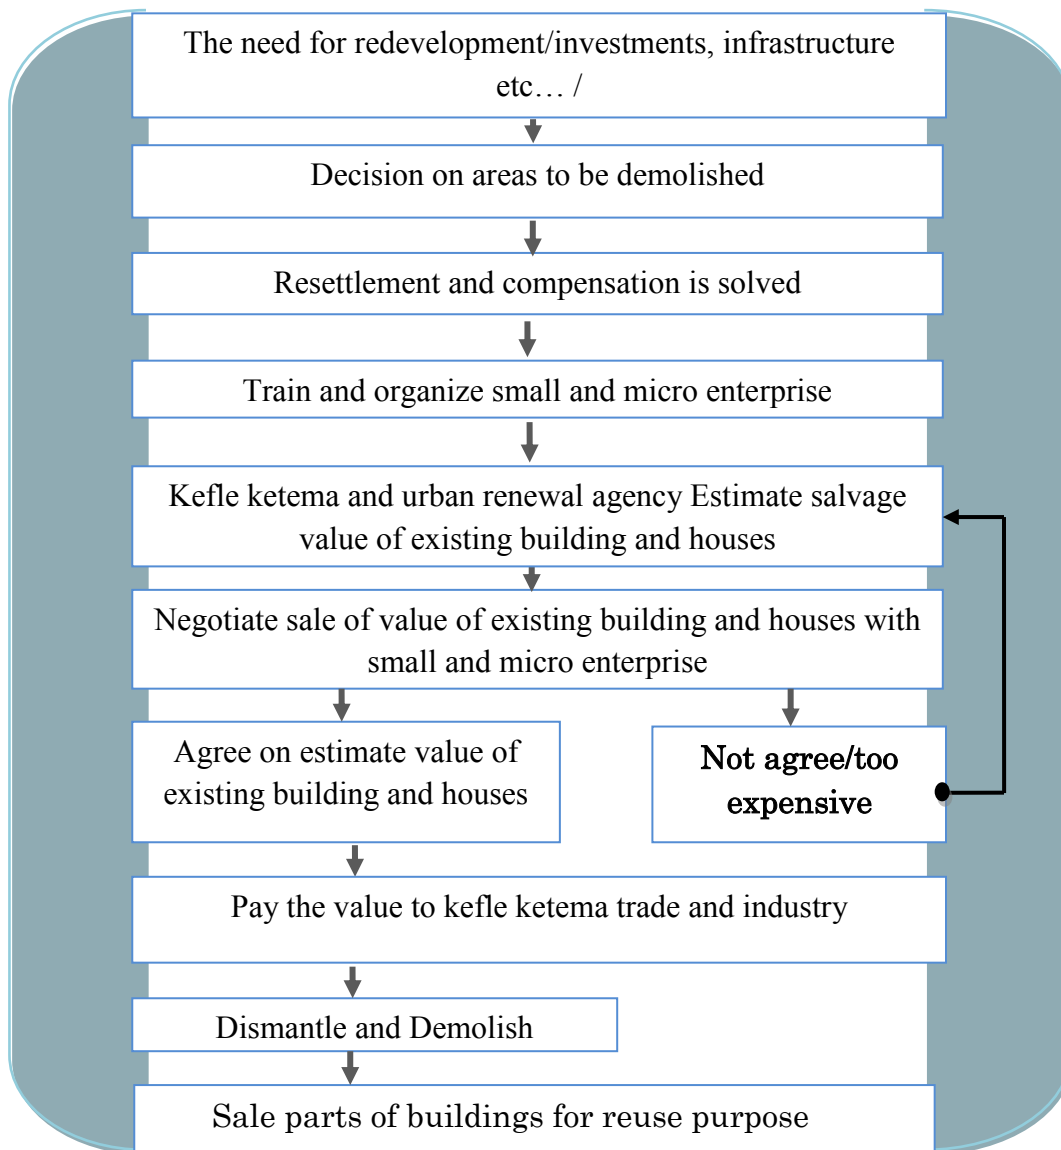 The need for redevelopment/investments, infrastructure
etc… /
Decision on areas to be demolished
Resettlement and compensation is solved
Train and organize small and micro enterprise
Kefle ketema and urban renewal agency Estimate salvage
value of existing building and houses
Negotiate sale of value of existing building and houses with
small and micro enterprise
Agree on estimate value of
existing building and houses
Not agree/too
expensive
Pay the value to kefle ketema trade and industry
Dismantle and Demolish
Sale parts of buildings for reuse purpose